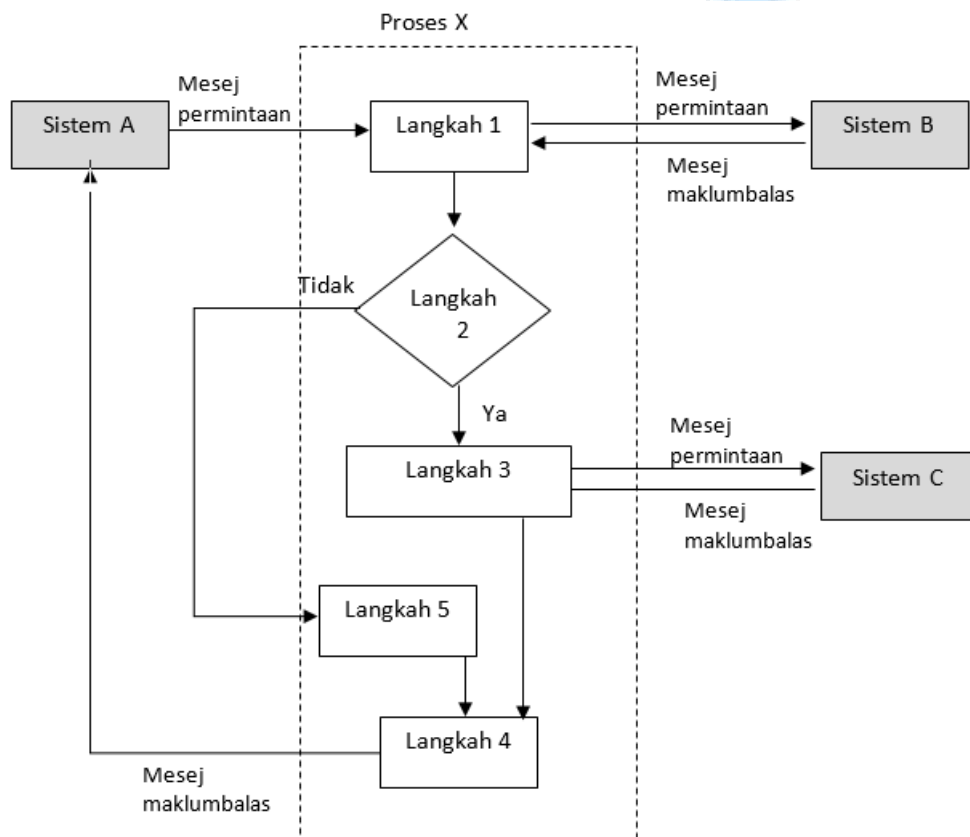 Proses X
Mesej
permintaan
Mesej
permintaan
Sistem A
Langkah 1
Sistem B
Mesej
maklumbalas
Tidak
Langkah
2
Ya
Mesej
permintaan
Langkah 3
Sistem C
Mesej
maklumbalas
Langkah 5
Langkah 4
Mesej
maklumbalas